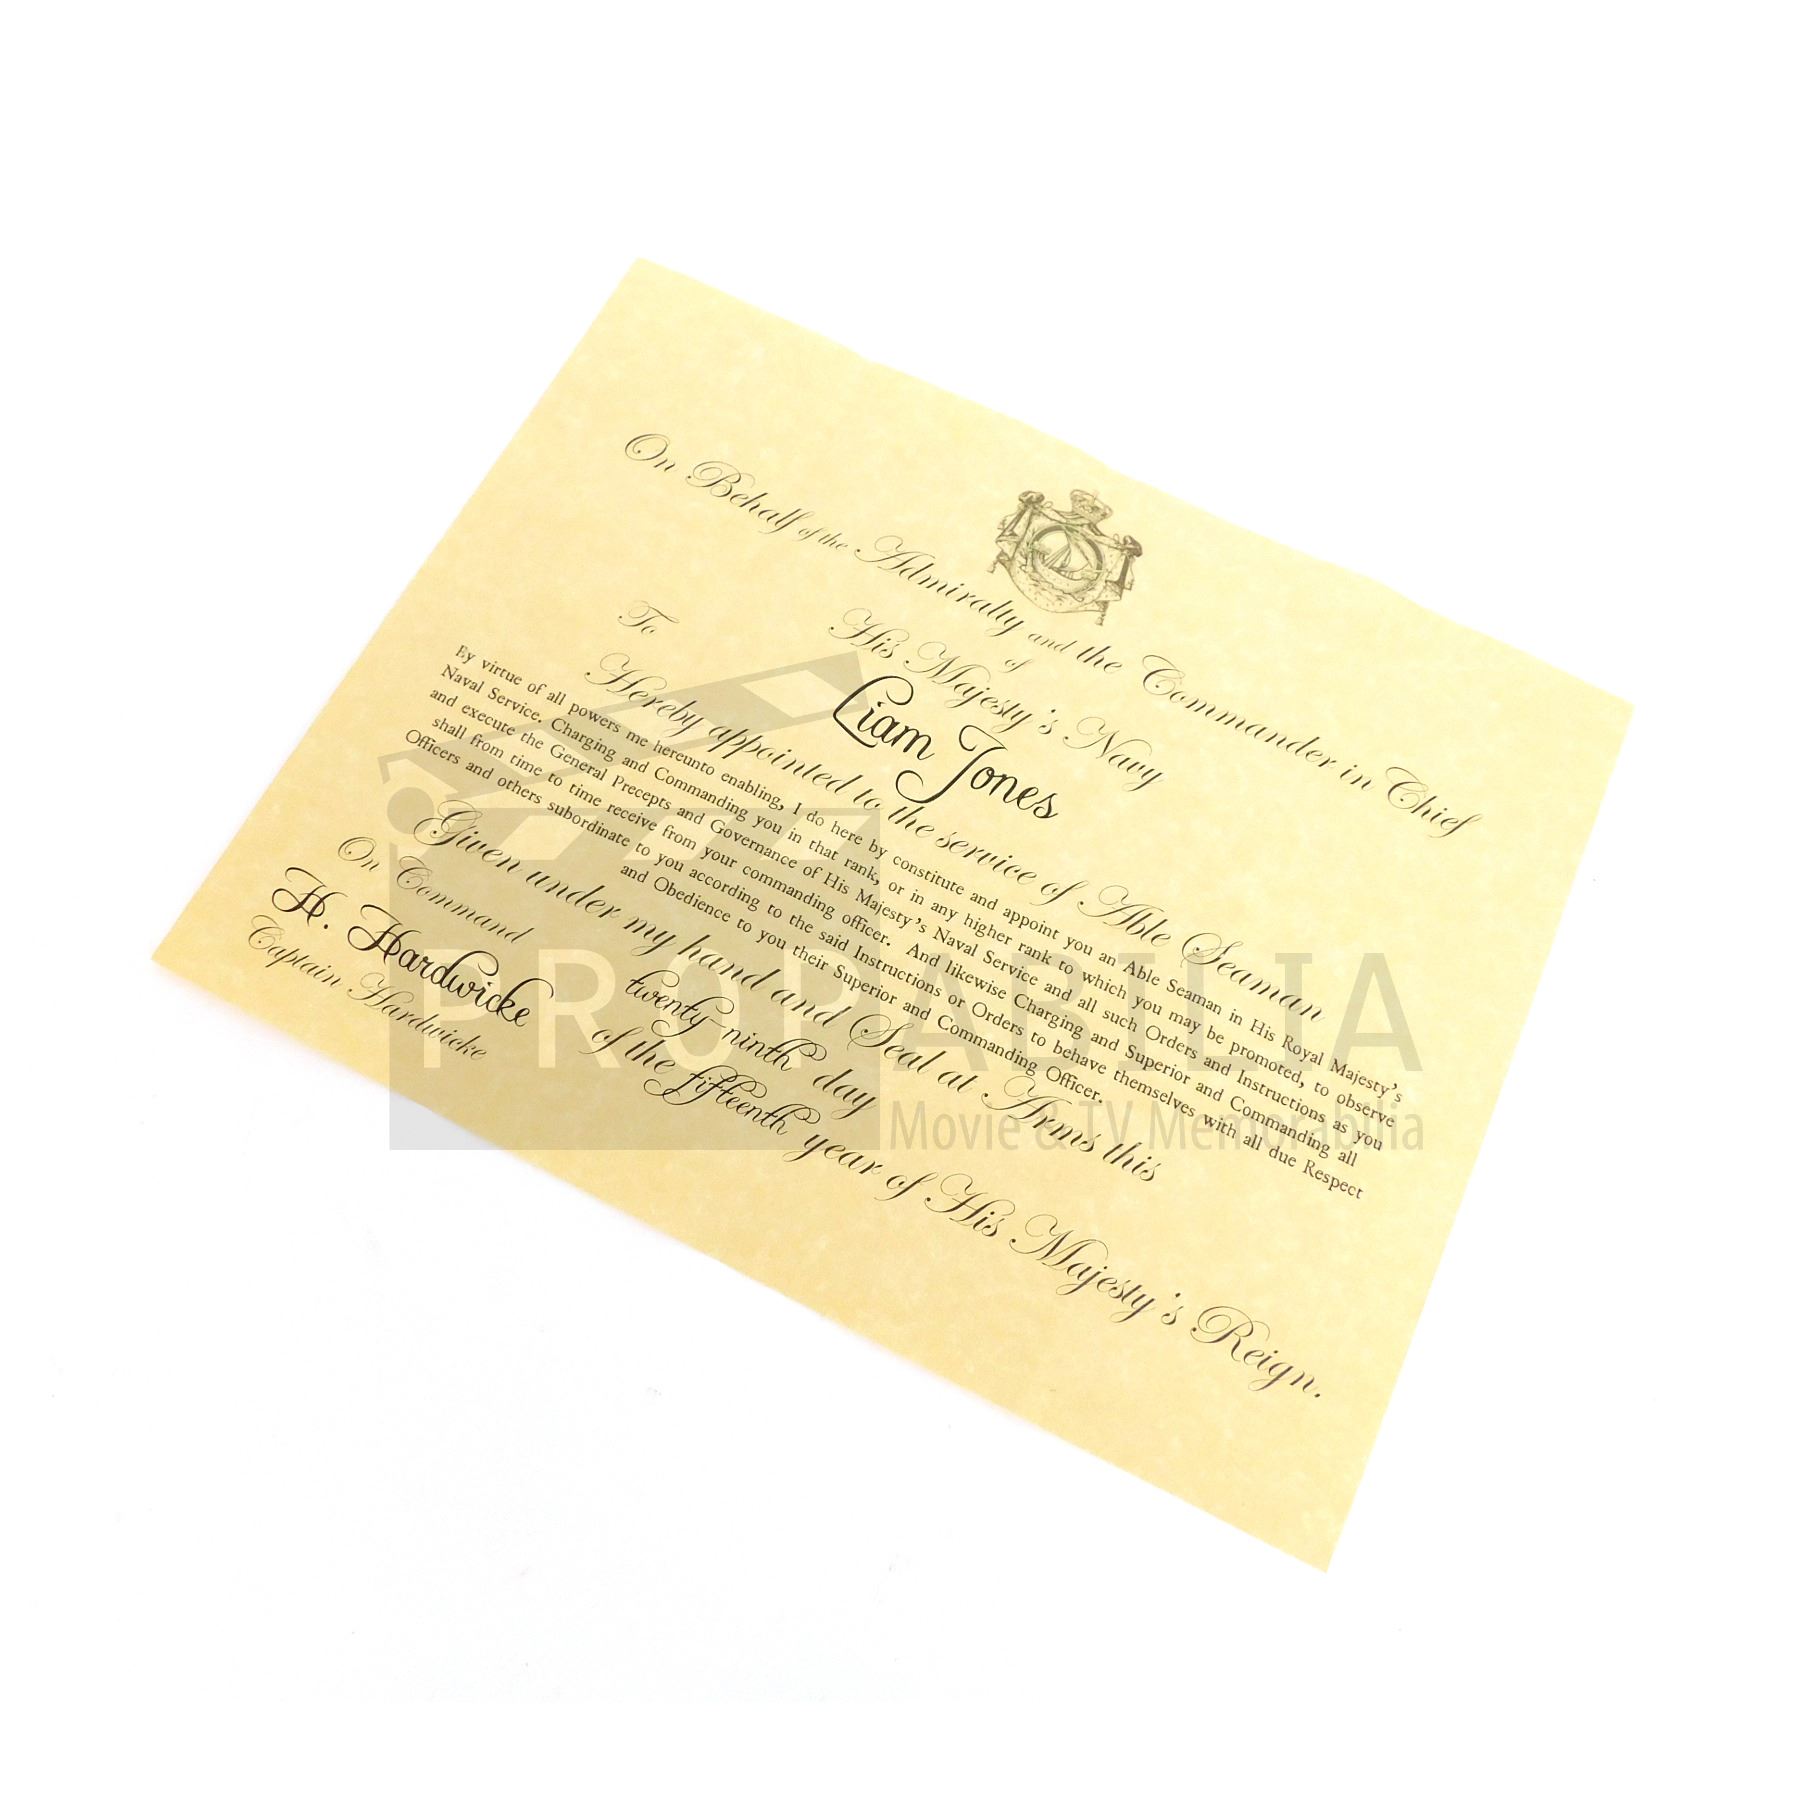 On Behalf of the Admiralty and the Commander in Chief
of
His Majesty's Navy
To
Liam Jones
Hereby appointed to the service of Able Seaman
By virtue of all powers me hereunto enabling, I do here by constitute and appoint you an Able Seaman in His Royal Majesty's
Naval Service. Charging and Commanding you in that rank, or in any higher rank to which you may be promoted, to observe
and execute the General Precepts and Governance of His Majesty's Naval Service and all such Orders and Instructions as you
shall from time to time receive from your commanding officer. And likewise Charging and Superior and Commanding all
Officers and others subordinate to you according to the said Instructions or Orders to behave themselves with all due Respect
and Obedience to you their Superior and Commanding Officer.
Given under my hand and Seal at Arms this
twenty-ninth day
of the fifteenth year of His Majesty's Reign.
On Command
H. Hardwicke
Captain Hardwicke
PROPABILIA
Movie & TV Memorabilia